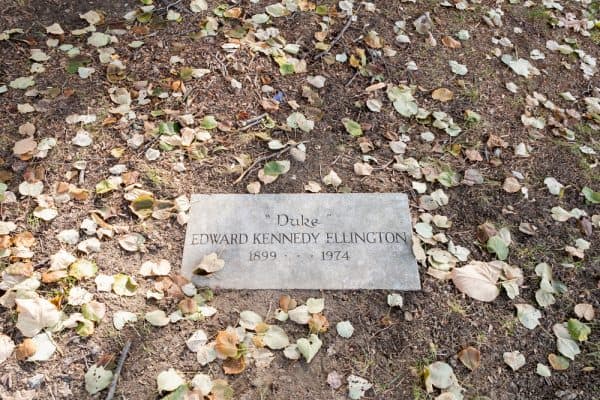 "Duke"
EDWARD KENNEDY ELLINGTON
1899 · · · 1974